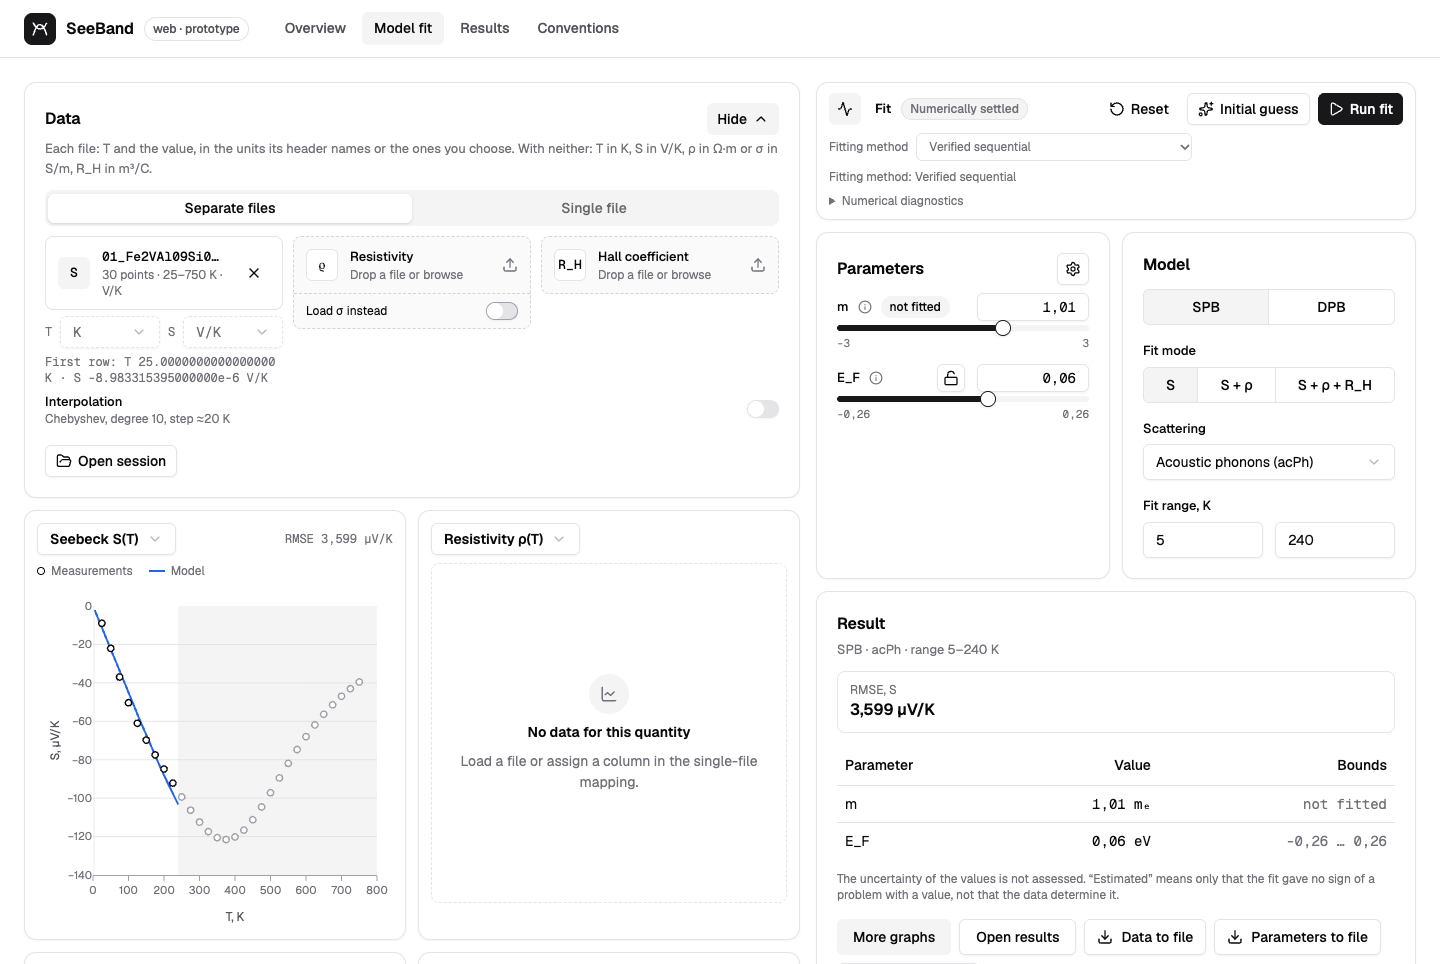 SeeBand
web · prototype
Overview
Model fit
Results
Conventions
Data
Hide
Each file: T and the value, in the units its header names or the ones you choose. With neither: T in K, S in V/K, ρ in Ω·m or σ in
S/m, R_H in m³/C.
Separate files
Single file
S
01_Fe2VAl09Si0…
30 points · 25–750 K ·
V/K
ϱ
Resistivity
Drop a file or browse
Load σ instead
R_H
Hall coefficient
Drop a file or browse
T
K
S
V/K
First row: T 25.0000000000000000
K · S -8.983315395000000e-6 V/K
Interpolation
Chebyshev, degree 10, step ≈20 K
Open session
Seebeck S(T)
RMSE 3,599 µV/K
Measurements
Model
0
−20
−40
−60
−80
−100
−120
−140
S, µV/K
0 100 200 300 400 500 600 700 800
T, K
Resistivity ρ(T)
No data for this quantity
Load a file or assign a column in the single-file
mapping.
Fit
Numerically settled
Reset
Initial guess
Run fit
Fitting method
Verified sequential
Fitting method: Verified sequential
Numerical diagnostics
Parameters
m
not fitted
1,01
-3
3
E_F
0,06
-0,26
0,26
Model
SPB
DPB
Fit mode
S
S + ρ
S + ρ + R_H
Scattering
Acoustic phonons (acPh)
Fit range, K
5
240
Result
SPB · acPh · range 5–240 K
RMSE, S
3,599 µV/K
Parameter Value Bounds
m 1,01 mₑ not fitted
E_F 0,06 eV -0,26 … 0,26
The uncertainty of the values is not assessed. “Estimated” means only that the fit gave no sign of a
problem with a value, not that the data determine it.
More graphs
Open results
Data to file
Parameters to file